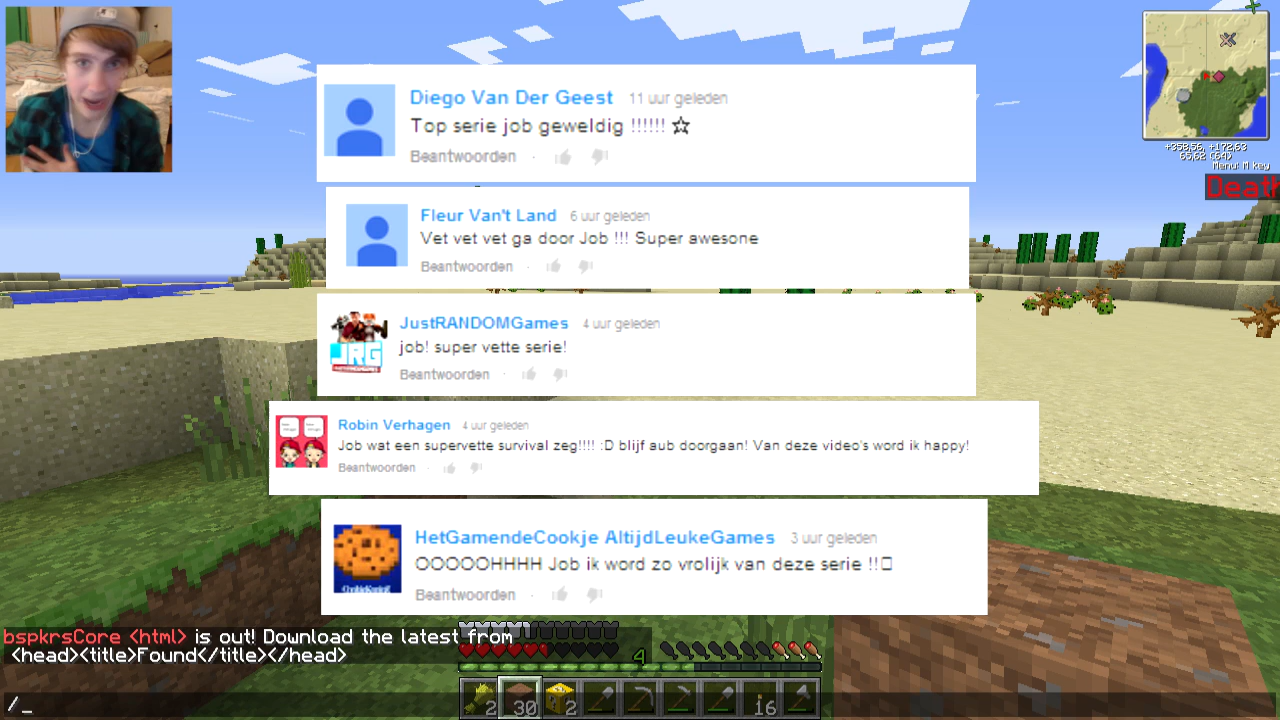 Diego Van Der Geest 11 uur geleden
Top serie job geweldig !!!!!! ☆
Beantwoorden ·
Fleur Van't Land 6 uur geleden
Vet vet vet ga door Job !!! Super awesone
Beantwoorden ·
JustRANDOMGames 4 uur geleden
job! super vette serie!
Beantwoorden ·
JRG
Robin Verhagen 4 uur geleden
Job wat een supervette survival zeg!!!! :D blijf aub doorgaan! Van deze video's word ik happy!
Beantwoorden ·
HetGamendeCookje AltijdLeukeGames 3 uur geleden
OOOOOHHHH Job ik word zo vrolijk van deze serie !!
Beantwoorden ·
Menu: M key
Death
bspkrsCore <html> is out! Download the latest from
<head><title>Found</title></head>
4
/_
2 30 2 16